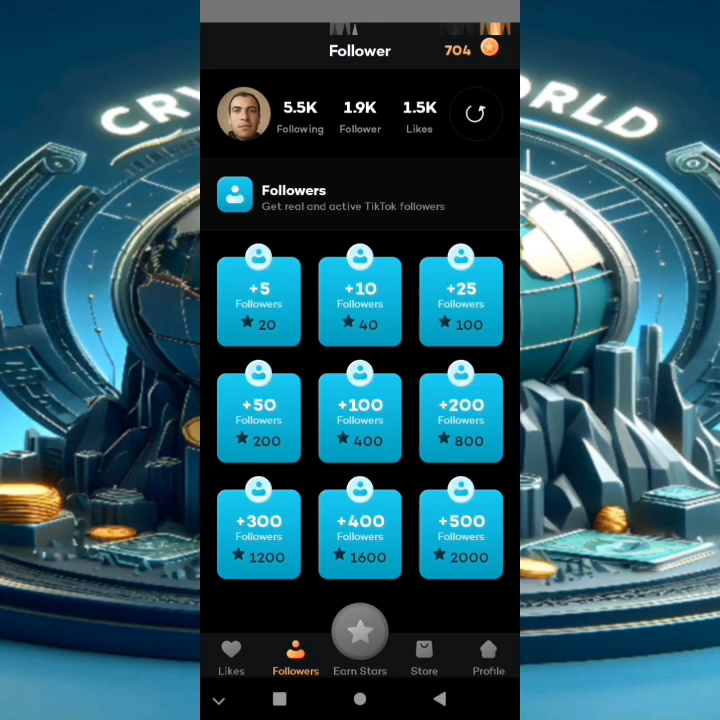 Follower
704
5.5K 1.9K 1.5K
Following Follower Likes
Followers
Get real and active TikTok followers
+5 +10 +25
Followers Followers Followers
20 40 100
+50 +100 +200
Followers Followers Followers
200 400 800
+300 +400 +500
Followers Followers Followers
1200 1600 2000
Likes Followers Earn Stars Store Profile